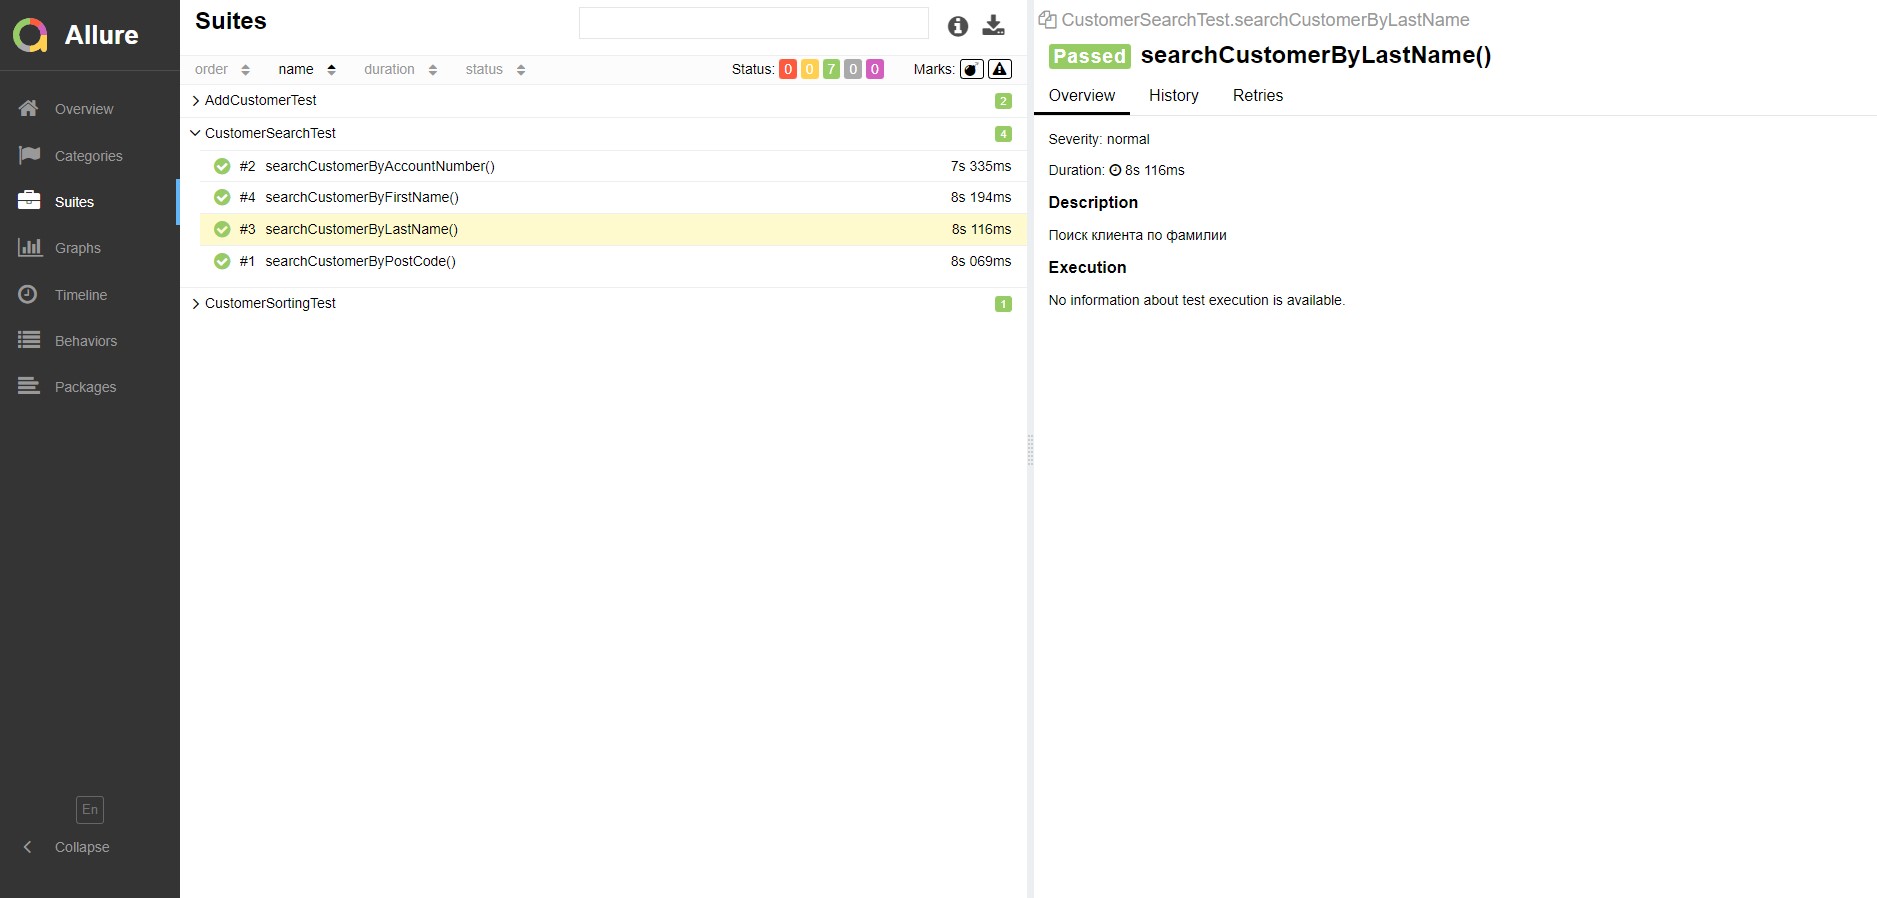 Allure
Overview
Categories
Suites
Graphs
Timeline
Behaviors
Packages
En
Collapse
Suites
order name duration status Status: 0 0 7 0 0 Marks:
AddCustomerTest 2
CustomerSearchTest 4
#2 searchCustomerByAccountNumber() 7s 335ms
#4 searchCustomerByFirstName() 8s 194ms
#3 searchCustomerByLastName() 8s 116ms
#1 searchCustomerByPostCode() 8s 069ms
CustomerSortingTest 1
CustomerSearchTest.searchCustomerByLastName
Passed searchCustomerByLastName()
Overview History Retries
Severity: normal
Duration: 8s 116ms
Description
Поиск клиента по фамилии
Execution
No information about test execution is available.